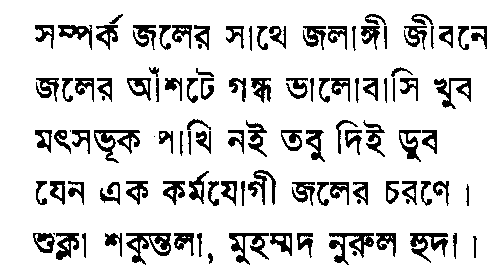 সম্পর্ক জলের সাথে জলাঙ্গী জীবনে
জলের আঁশটে গন্ধ ভালোবাসি খুব
মৎসভূক পাখি নই তবু দিই ডুব
যেন এক কর্মযোগী জলের চরণে।
শুক্লা শকুন্তলা, মুহম্মদ নুরুল হুদা।